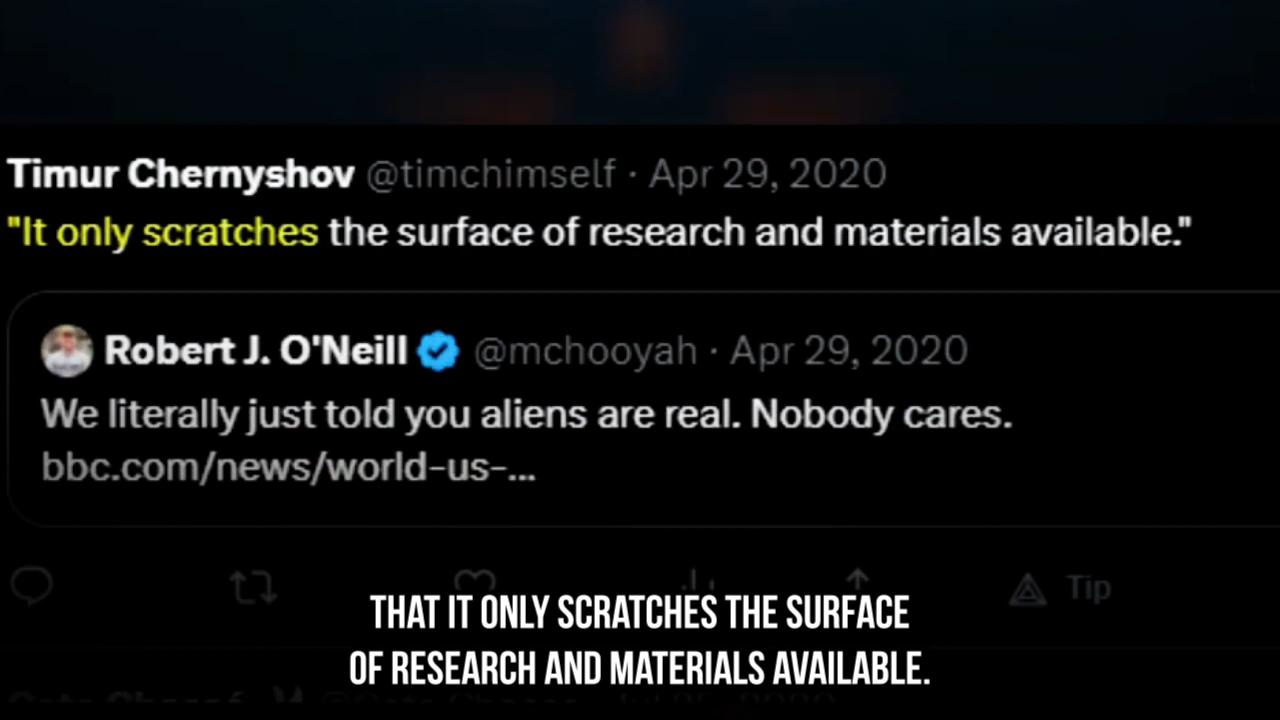 Timur Chernyshov @timchimself · Apr 29, 2020
"It only scratches the surface of research and materials available."
Robert J. O'Neill @mchooyah · Apr 29, 2020
We literally just told you aliens are real. Nobody cares.
bbc.com/news/world-us-...
Tip
THAT IT ONLY SCRATCHES THE SURFACE
OF RESEARCH AND MATERIALS AVAILABLE.